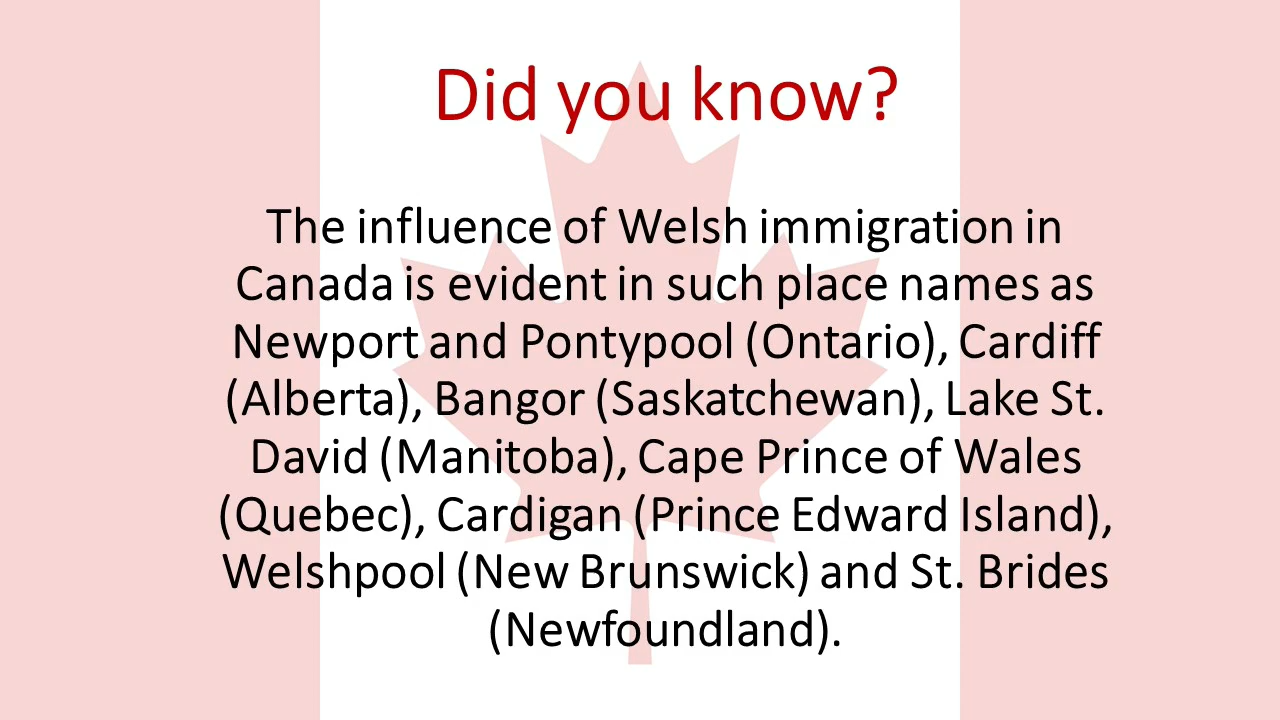 Did you know?
The influence of Welsh immigration in
Canada is evident in such place names as
Newport and Pontypool (Ontario), Cardiff
(Alberta), Bangor (Saskatchewan), Lake St.
David (Manitoba), Cape Prince of Wales
(Quebec), Cardigan (Prince Edward Island),
Welshpool (New Brunswick) and St. Brides
(Newfoundland).